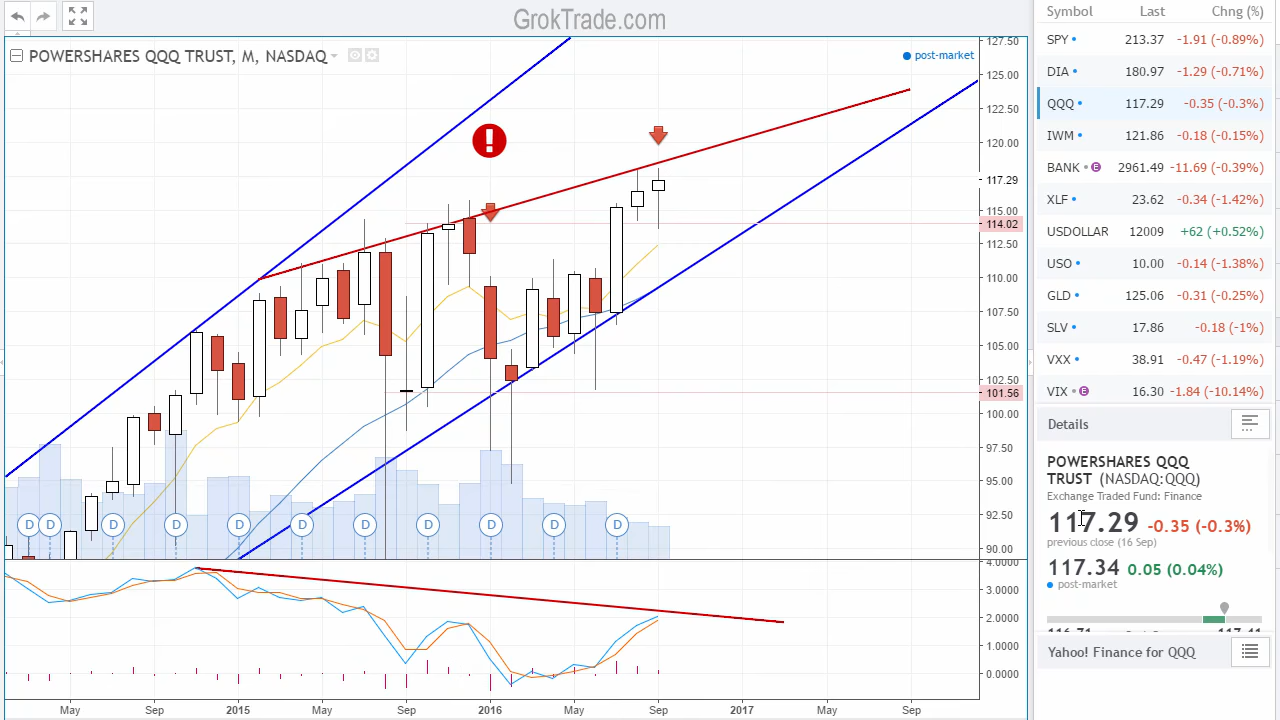 GrokTrade.com
POWERSHARES QQQ TRUST, M, NASDAQ
post-market
127.50
125.00
122.50
120.00
117.29
115.00
114.02
112.50
110.00
107.50
105.00
102.50
101.56
100.00
97.50
95.00
92.50
90.00
D D D D D D D D D D D
4.0000
3.0000
2.0000
1.0000
0.0000
May Sep 2015 May Sep 2016 May Sep 2017 May Sep
Symbol Last Chng (%)
SPY 213.37 -1.91 (-0.89%)
DIA 180.97 -1.29 (-0.71%)
QQQ 117.29 -0.35 (-0.3%)
IWM 121.86 -0.18 (-0.15%)
BANK E 2961.49 -11.69 (-0.39%)
XLF 23.62 -0.34 (-1.42%)
USDOLLAR 12009 +62 (+0.52%)
USO 10.00 -0.14 (-1.38%)
GLD 125.06 -0.31 (-0.25%)
SLV 17.86 -0.18 (-1%)
VXX 38.91 -0.47 (-1.19%)
VIX E 16.30 -1.84 (-10.14%)
Details
POWERSHARES QQQ
TRUST (NASDAQ:QQQ)
Exchange Traded Fund: Finance
117.29 -0.35 (-0.3%)
previous close (16 Sep)
117.34 0.05 (0.04%)
post-market
Yahoo! Finance for QQQ